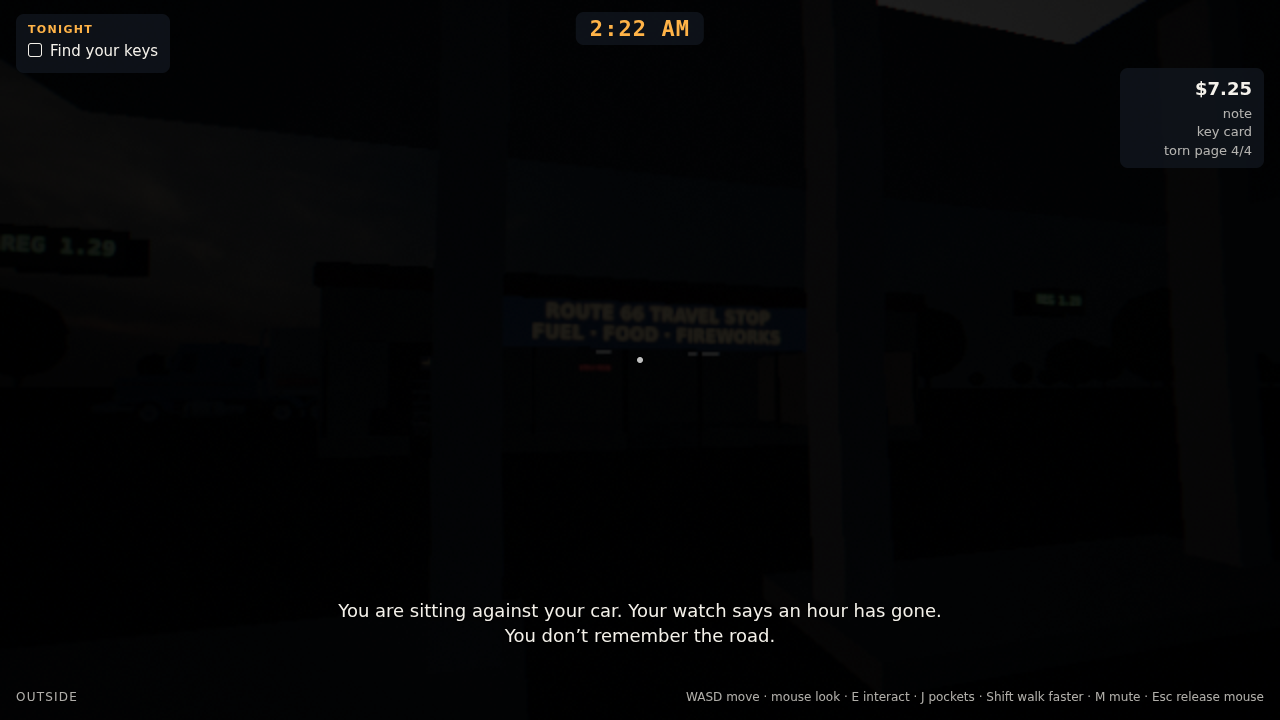 TONIGHT
Find your keys
2:22 AM
$7.25
note
key card
torn page 4/4
REG 1.29
ROUTE 66 TRAVEL STOP
FUEL · FOOD · FIREWORKS
You are sitting against your car. Your watch says an hour has gone.
You don’t remember the road.
OUTSIDE
WASD move · mouse look · E interact · J pockets · Shift walk faster · M mute · Esc release mouse